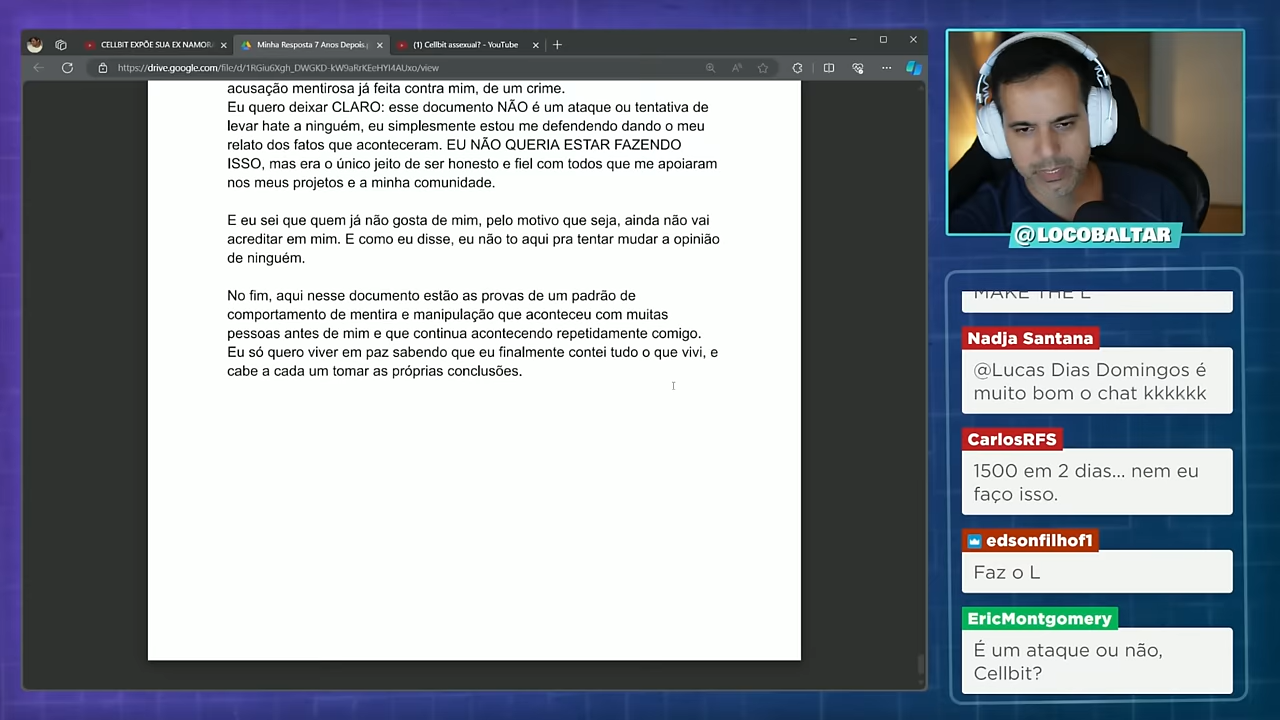 CELLBIT EXPÕE SUA EX NAMOR
Minha Resposta 7 Anos Depois.
(1) Cellbit assexual? - YouTube
acusação mentirosa já feita contra mim, de um crime.
Eu quero deixar CLARO: esse documento NÃO é um ataque ou tentativa de
levar hate a ninguém, eu simplesmente estou me defendendo dando o meu
relato dos fatos que aconteceram. EU NÃO QUERIA ESTAR FAZENDO
ISSO, mas era o único jeito de ser honesto e fiel com todos que me apoiaram
nos meus projetos e a minha comunidade.
E eu sei que quem já não gosta de mim, pelo motivo que seja, ainda não vai
acreditar em mim. E como eu disse, eu não to aqui pra tentar mudar a opinião
de ninguém.
No fim, aqui nesse documento estão as provas de um padrão de
comportamento de mentira e manipulação que aconteceu com muitas
pessoas antes de mim e que continua acontecendo repetidamente comigo.
Eu só quero viver em paz sabendo que eu finalmente contei tudo o que vivi, e
cabe a cada um tomar as próprias conclusões.
@LOCOBALTAR
MAKE THE L
Nadja Santana
@Lucas Dias Domingos é
muito bom o chat kkkkkk
CarlosRFS
1500 em 2 dias... nem eu
faço isso.
edsonfilhof1
Faz o L
EricMontgomery
É um ataque ou não,
Cellbit?